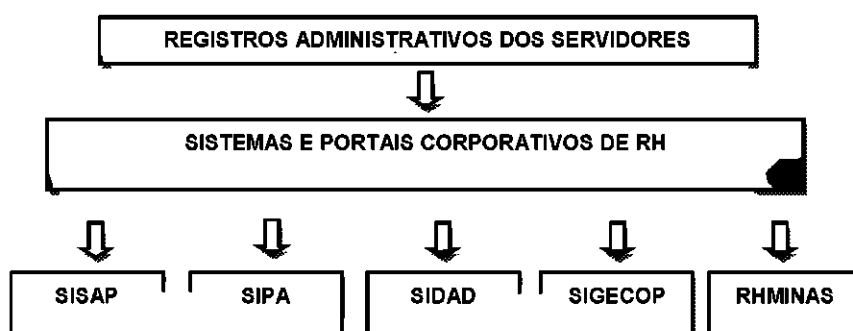 REGISTROS ADMINISTRATIVOS DOS SERVIDORES
SISTEMAS E PORTAIS CORPORATIVOS DE RH
SISAP SIPA SIDAD SIGECOP RHMINAS